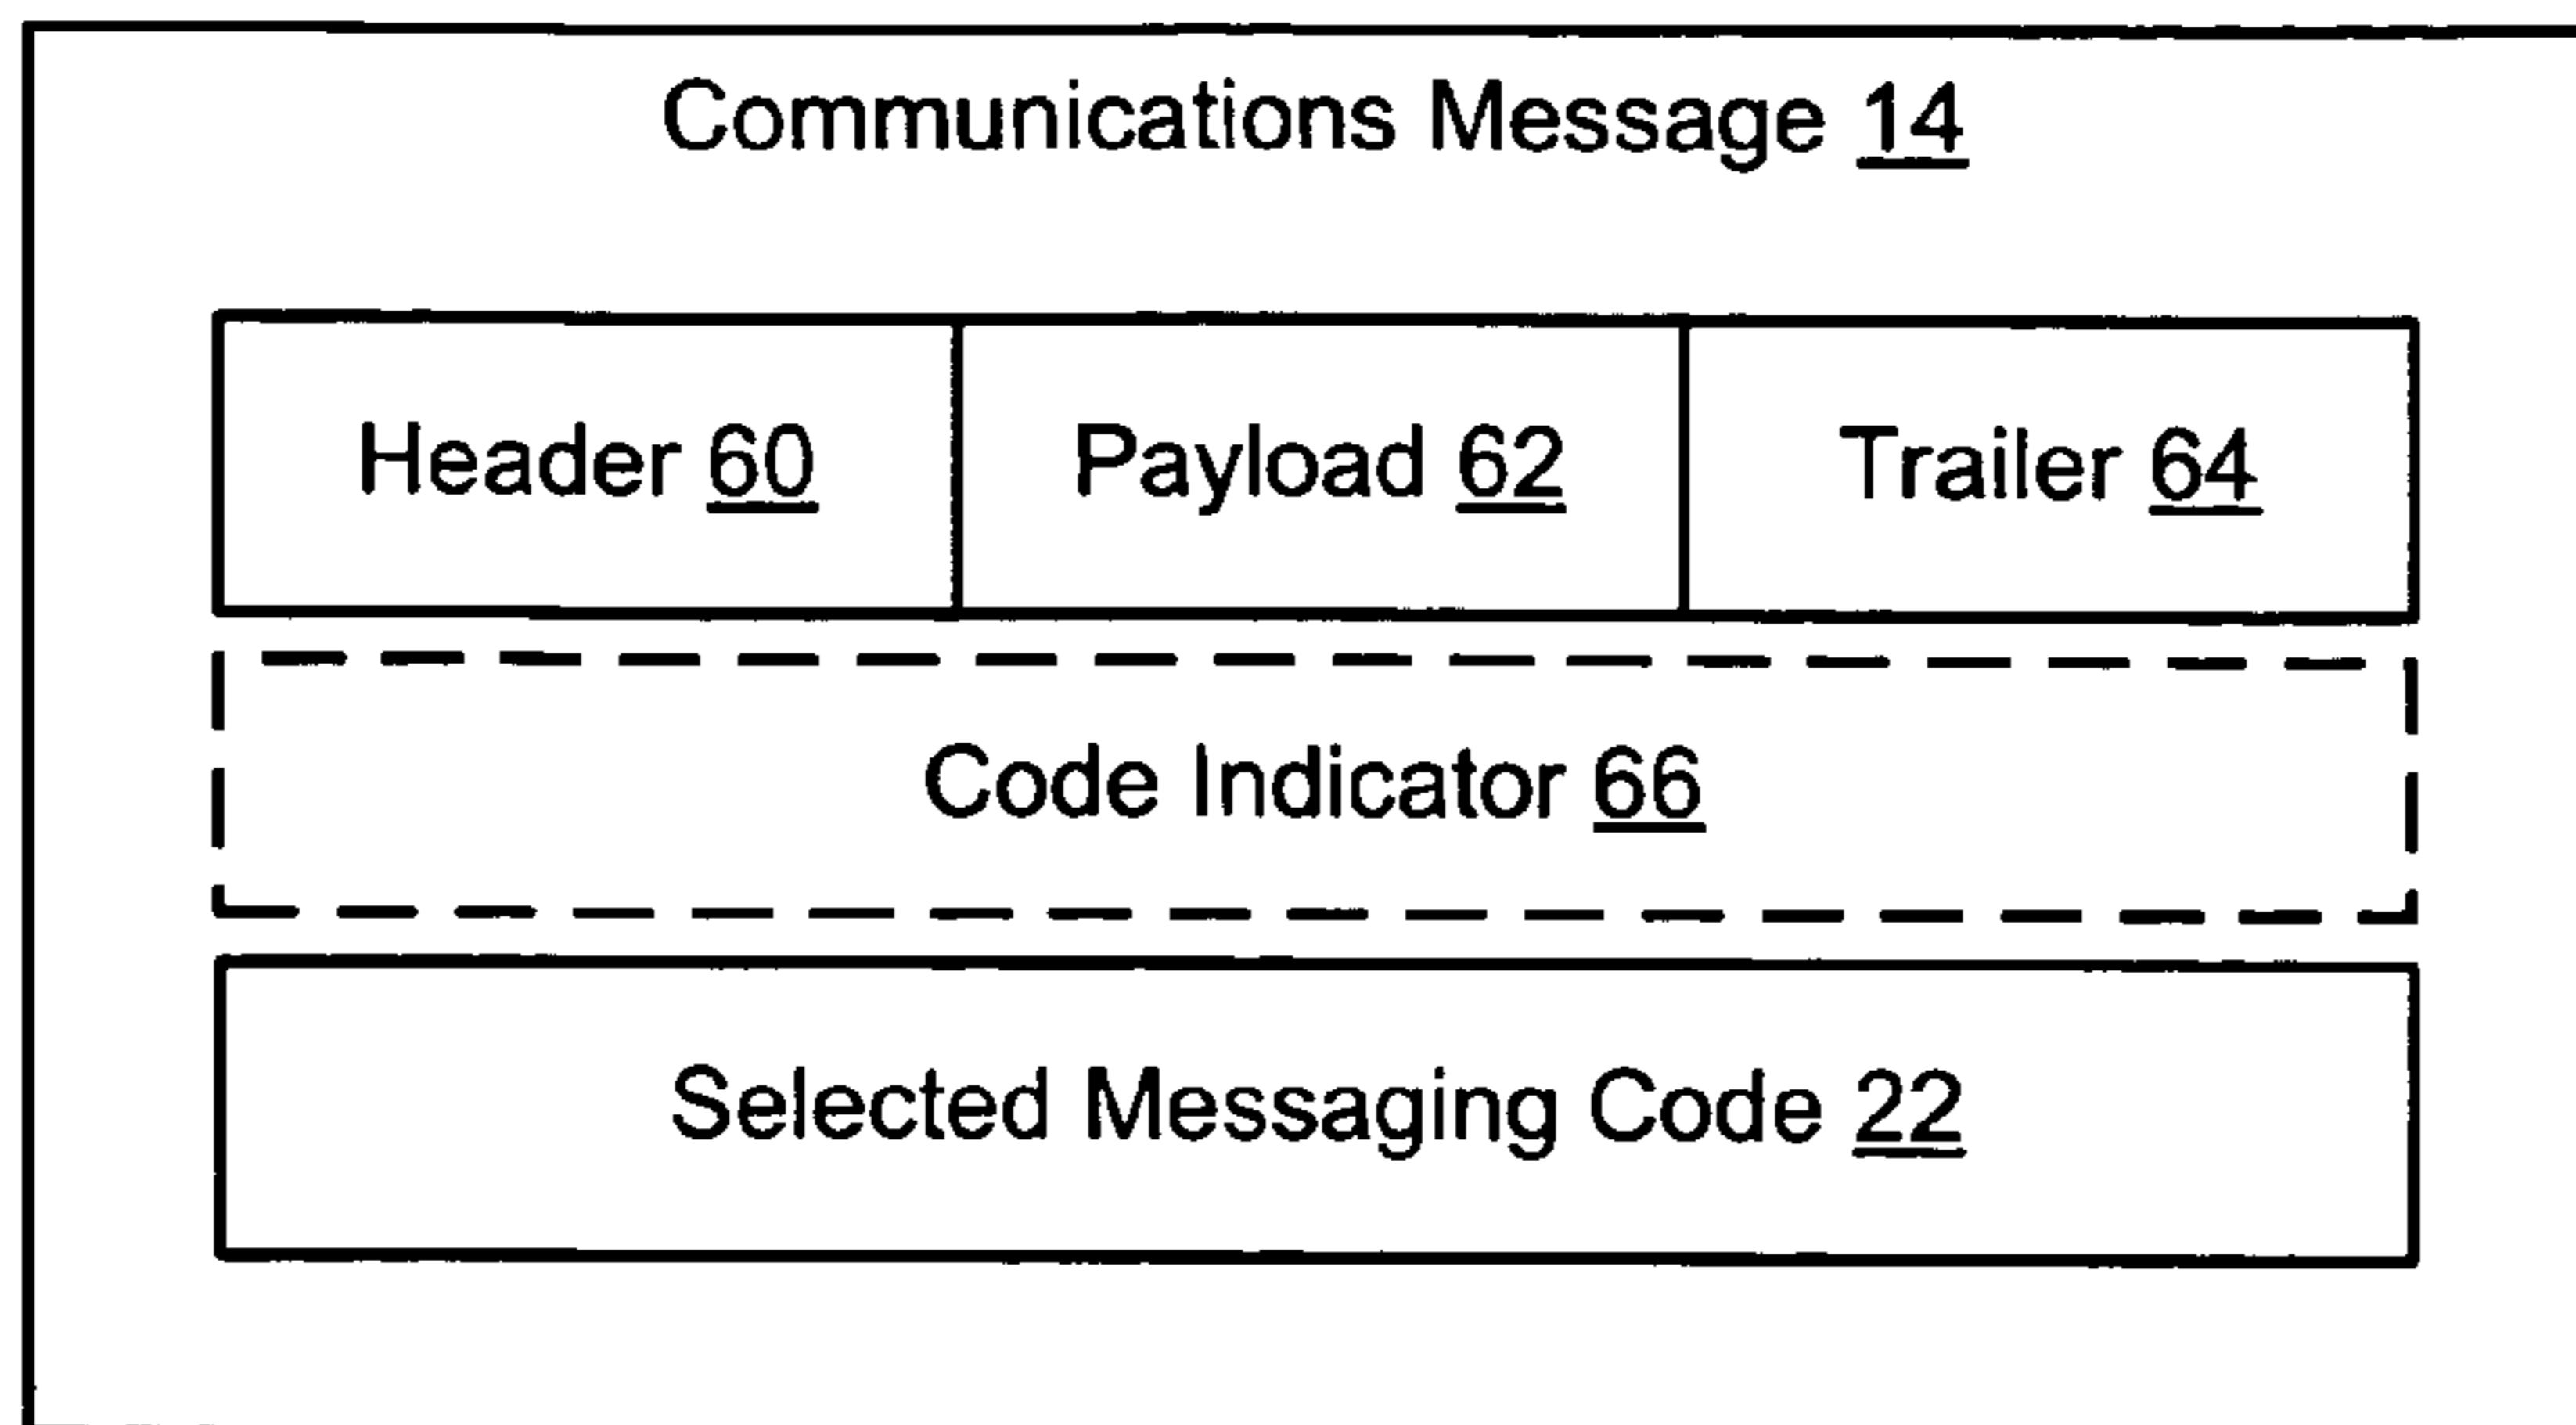 Communications Message 14
Header 60 Payload 62 Trailer 64
Code Indicator 66
Selected Messaging Code 22